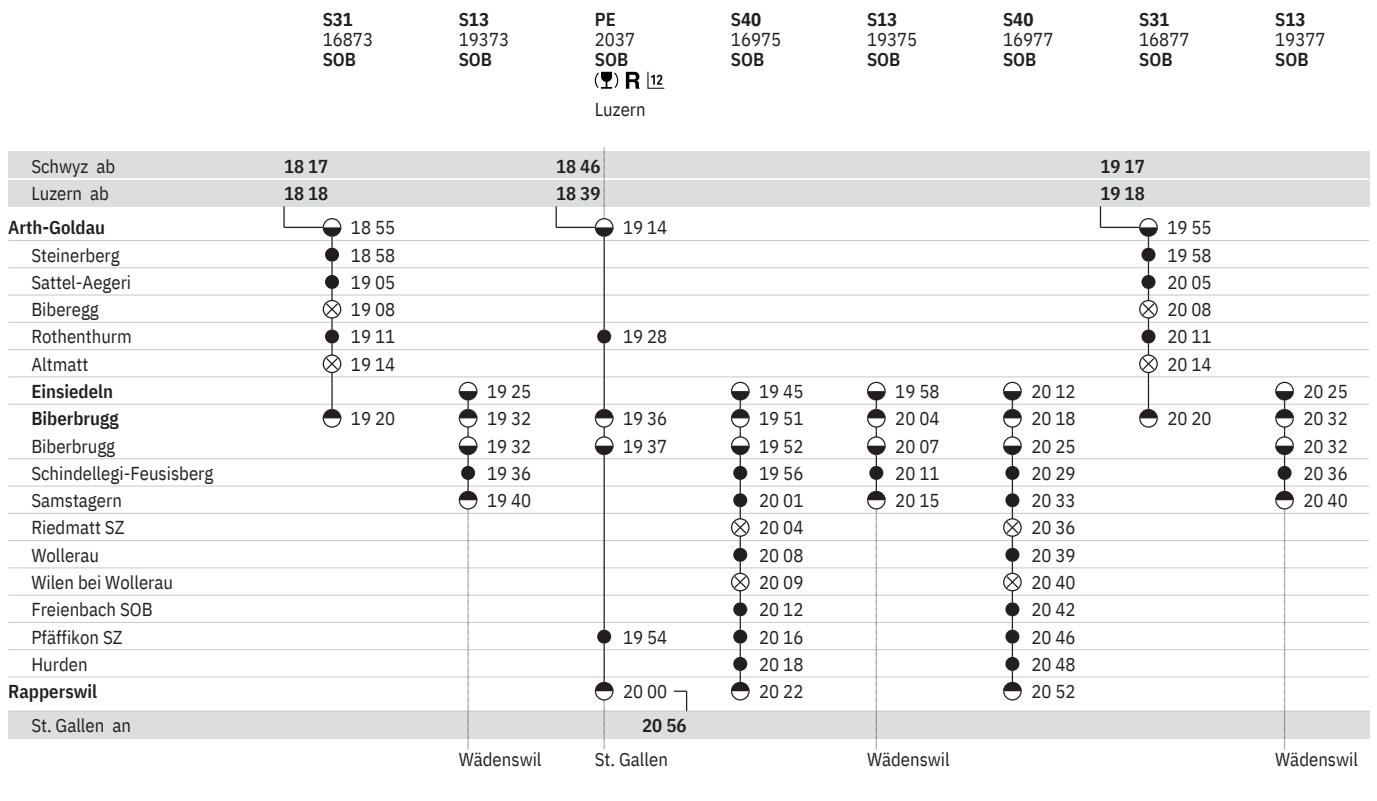 S31 S13 PE S40 S13 S40 S31 S13
16873 19373 2037 16975 19375 16977 16877 19377
SOB SOB SOB SOB SOB SOB SOB SOB
R 12
Luzern
Schwyz ab 18 17 18 46 19 17
Luzern ab 18 18 18 39 19 18
Arth-Goldau 18 55 19 14 19 55
Steinerberg 18 58 19 58
Sattel-Aegeri 19 05 20 05
Biberegg 19 08 20 08
Rothenthurm 19 11 19 28 20 11
Altmatt 19 14 20 14
Einsiedeln 19 25 19 45 19 58 20 12 20 25
Biberbrugg 19 20 19 32 19 36 19 51 20 04 20 18 20 20 20 32
Biberbrugg 19 32 19 37 19 52 20 07 20 25 20 32
Schindellegi-Feusisberg 19 36 19 56 20 11 20 29 20 36
Samstagern 19 40 20 01 20 15 20 33 20 40
Riedmatt SZ 20 04 20 36
Wollerau 20 08 20 39
Wilen bei Wollerau 20 09 20 40
Freienbach SOB 20 12 20 42
Pfäffikon SZ 19 54 20 16 20 46
Hurden 20 18 20 48
Rapperswil 20 00 20 22 20 52
St. Gallen an 20 56
Wädenswil St. Gallen Wädenswil Wädenswil